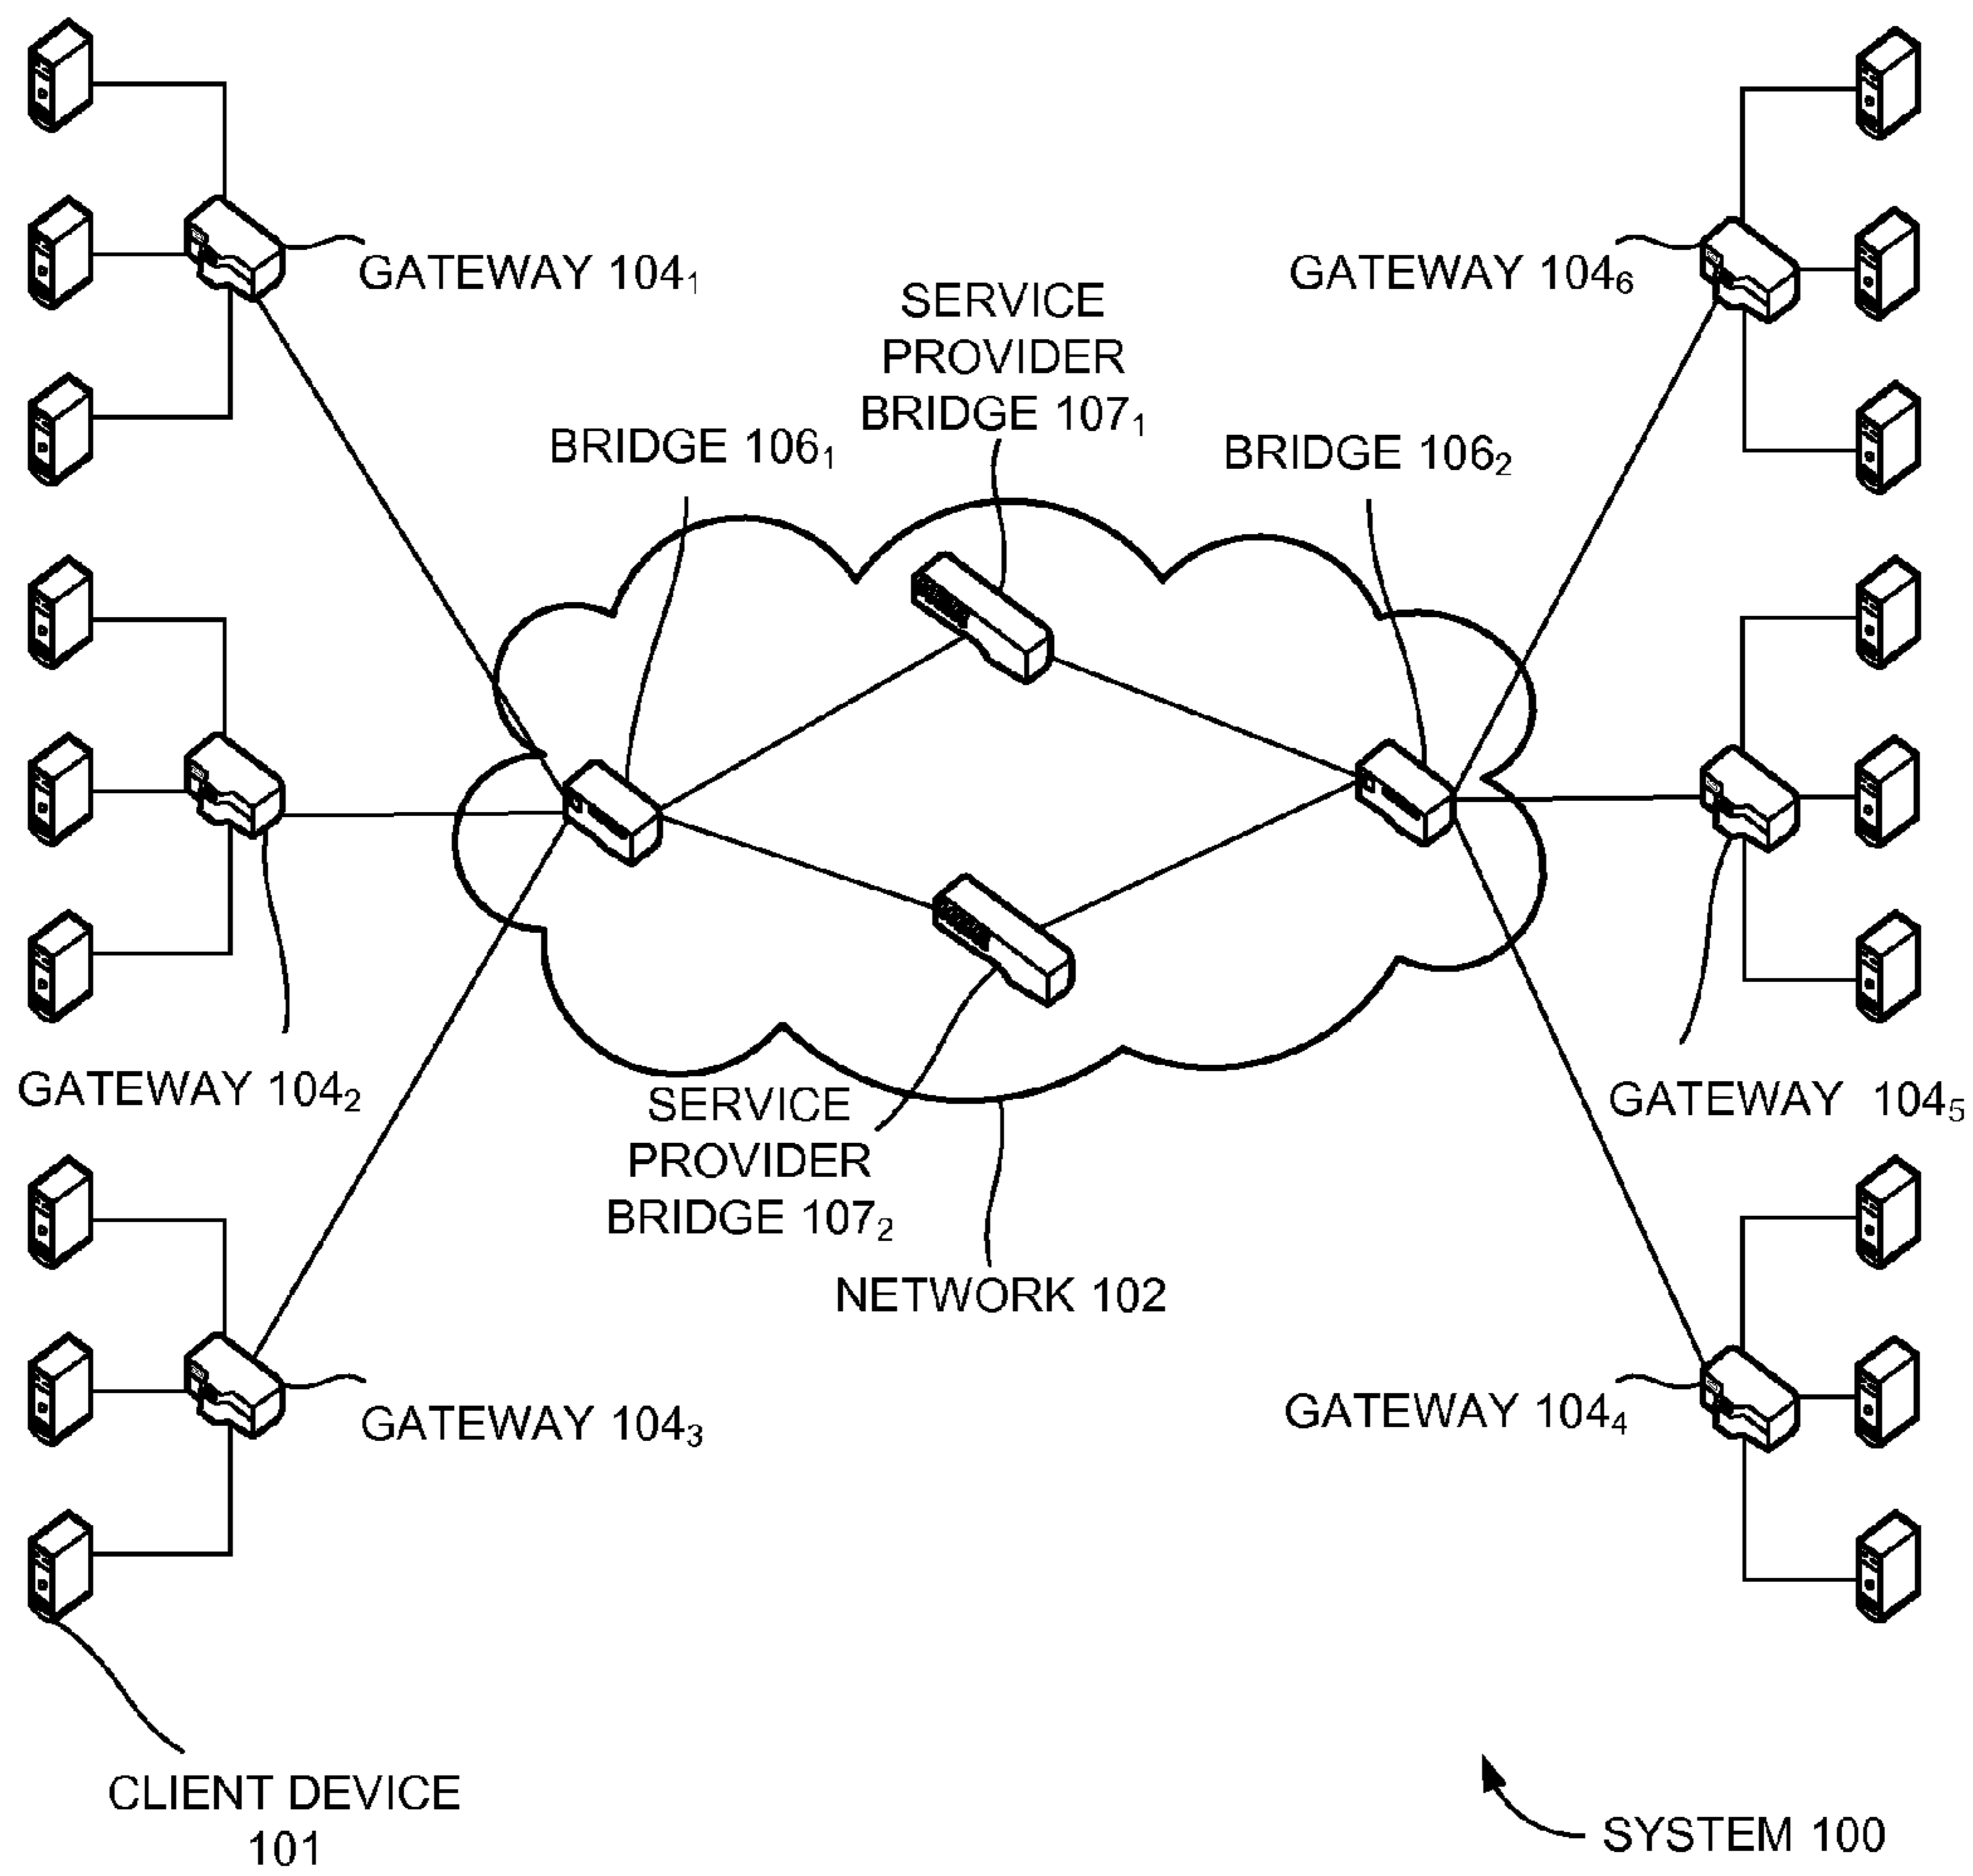 GATEWAY 104₁
GATEWAY 104₆
SERVICE
PROVIDER
BRIDGE 107₁
BRIDGE 106₁
BRIDGE 106₂
GATEWAY 104₂
SERVICE
PROVIDER
BRIDGE 107₂
GATEWAY 104₅
NETWORK 102
GATEWAY 104₃
GATEWAY 104₄
CLIENT DEVICE
101
SYSTEM 100